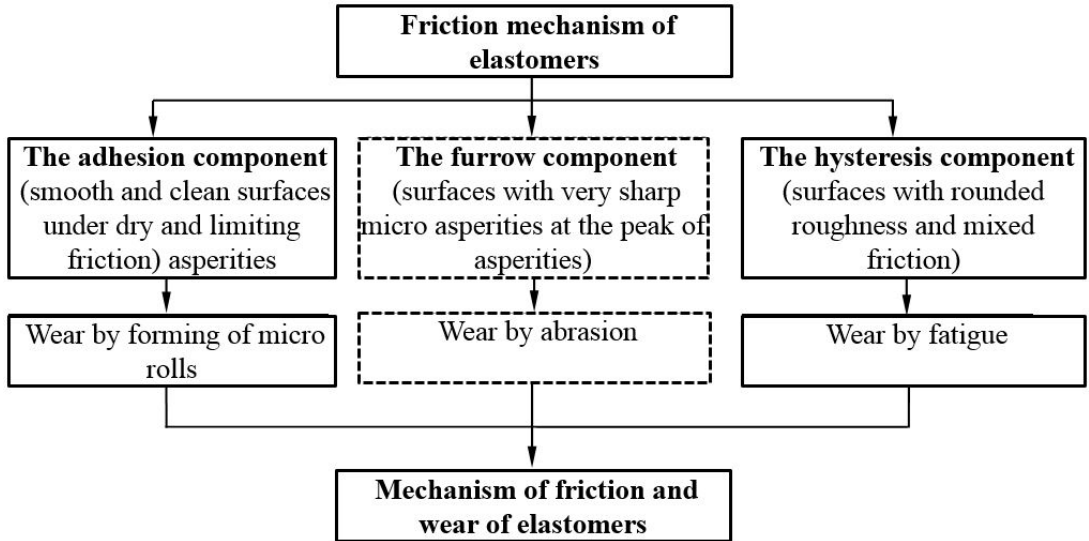 Friction mechanism of
elastomers
The adhesion component
(smooth and clean surfaces
under dry and limiting
friction) asperities
The furrow component
(surfaces with very sharp
micro asperities at the peak of
asperities)
The hysteresis component
(surfaces with rounded
roughness and mixed
friction)
Wear by forming of micro
rolls
Wear by abrasion
Wear by fatigue
Mechanism of friction and
wear of elastomers